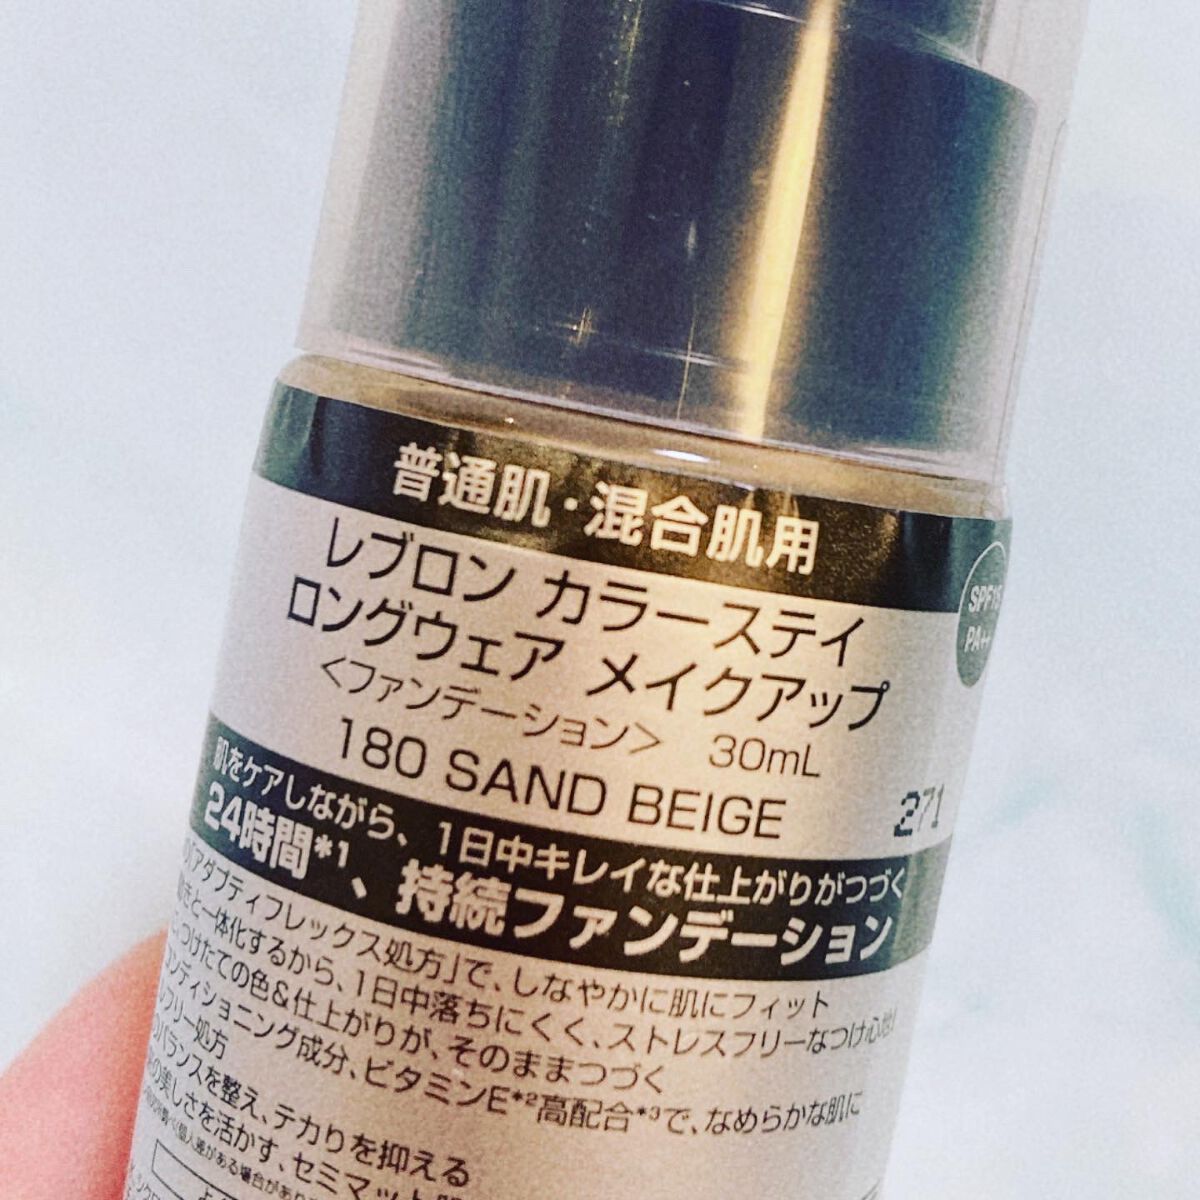 普通肌・混合肌用
SPF15
PA++
レブロン カラーステイ
ロングウェア メイクアップ
<ファンデーション> 30mL
180 SAND BEIGE
271
肌をケアしながら、1日中キレイな仕上がりがつづく
24時間*1、持続ファンデーション
「アダプティフレックス処方」で、しなやかに肌にフィット
動きと一体化するから、1日中落ちにくく、ストレスフリーなつけ心地!
つけたての色&仕上がりが、そのままつづく
コンディショニング成分、ビタミンE*2高配合*3で、なめらかな肌に
フリー処方
バランスを整え、テカりを抑える
の美しさを活かす、セミマット